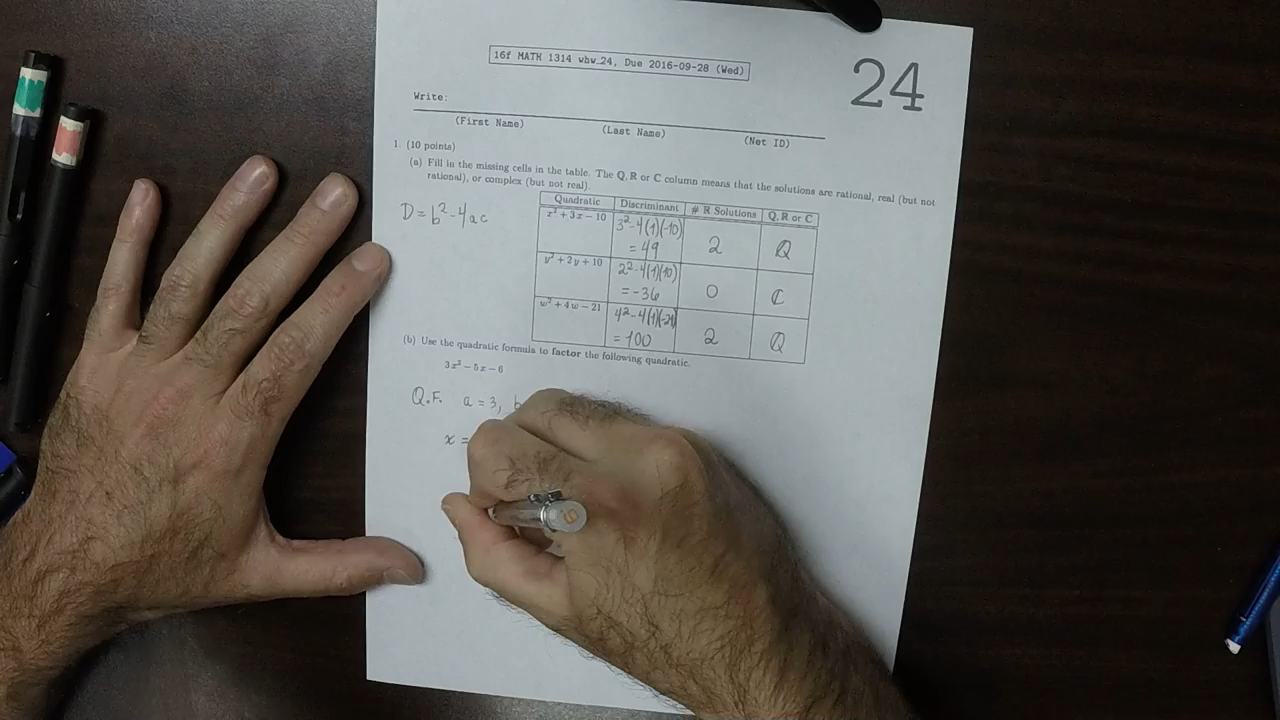 24
16f MATH 1314 whw_24, Due 2016-09-28 (Wed)
Write:
(First Name) (Last Name) (Net ID)
1. (10 points)
(a) Fill in the missing cells in the table. The Q, R or C column means that the solutions are rational, real (but not
rational), or complex (but not real).
D = b² - 4ac
Quadratic Discriminant # R Solutions Q, R or C
x² + 3x − 10 3² - 4(1)(-10) = 49 2 Q
y² + 2y + 10 2² - 4(1)(10) = -36 0 C
w² + 4w − 21 4² - 4(1)(-21) = 100 2 Q
(b) Use the quadratic formula to factor the following quadratic.
3x² − 5x − 6
Q.F. a = 3, b
x =